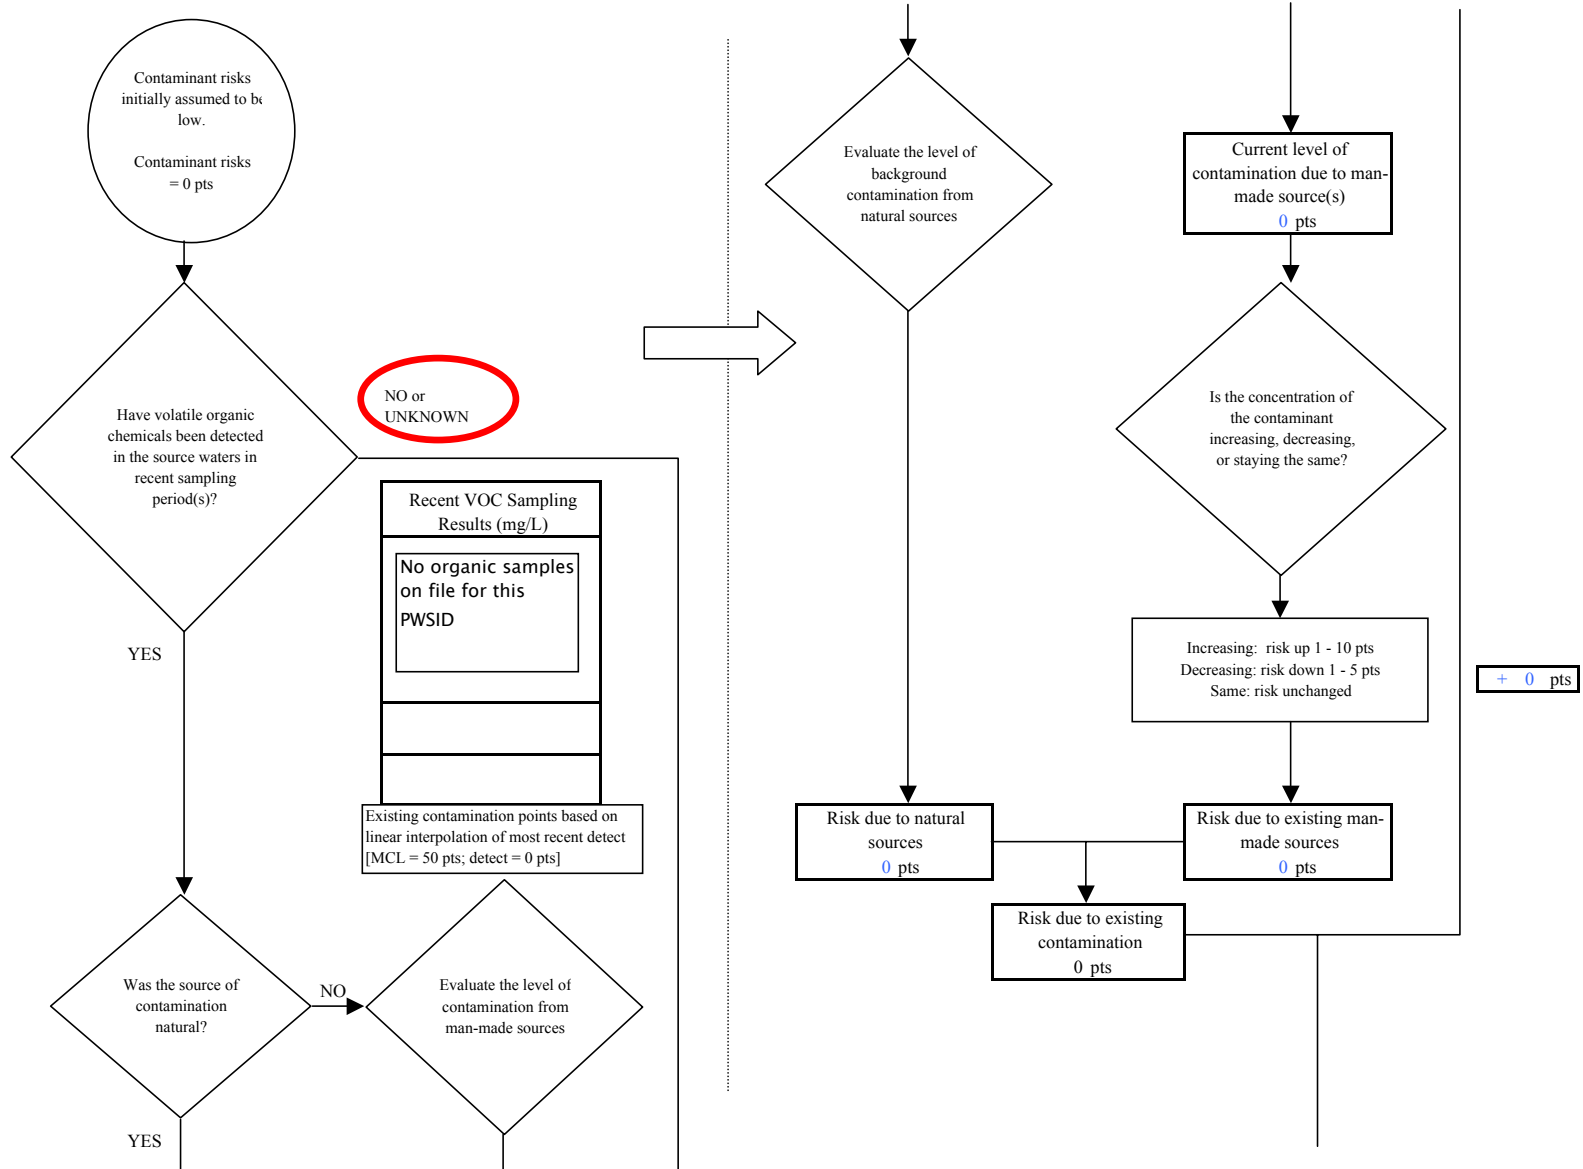 Contaminant risks
initially assumed to be
low.
Contaminant risks
= 0 pts
Have volatile organic
chemicals been detected
in the source waters in
recent sampling
period(s)?
NO or
UNKNOWN
YES
Recent VOC Sampling
Results (mg/L)
No organic samples
on file for this
PWSID
Existing contamination points based on
linear interpolation of most recent detect
[MCL = 50 pts; detect = 0 pts]
Was the source of
contamination
natural?
NO
YES
Evaluate the level of
contamination from
man-made sources
Evaluate the level of
background
contamination from
natural sources
Current level of
contamination due to man-
made source(s)
0 pts
Is the concentration of
the contaminant
increasing, decreasing,
or staying the same?
Increasing: risk up 1 - 10 pts
Decreasing: risk down 1 - 5 pts
Same: risk unchanged
+ 0 pts
Risk due to natural
sources
0 pts
Risk due to existing man-
made sources
0 pts
Risk due to existing
contamination
0 pts